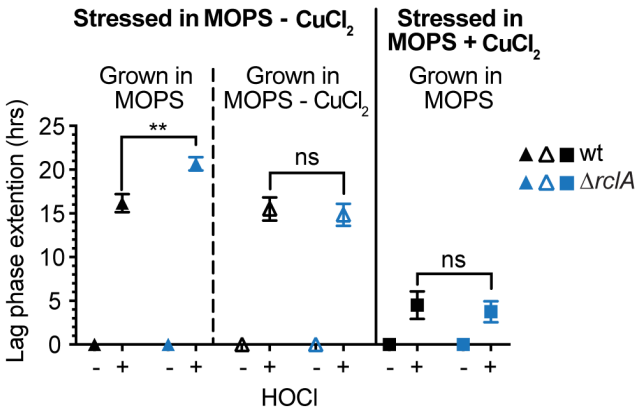 Stressed in MOPS - CuCl2
Stressed in
MOPS + CuCl2
Grown in
MOPS
Grown in
MOPS - CuCl2
Grown in
MOPS
Lag phase extention (hrs)
25
20
15
10
5
0
**
ns
ns
wt
ΔrclA
- + - + - + - + - + - +
HOCl